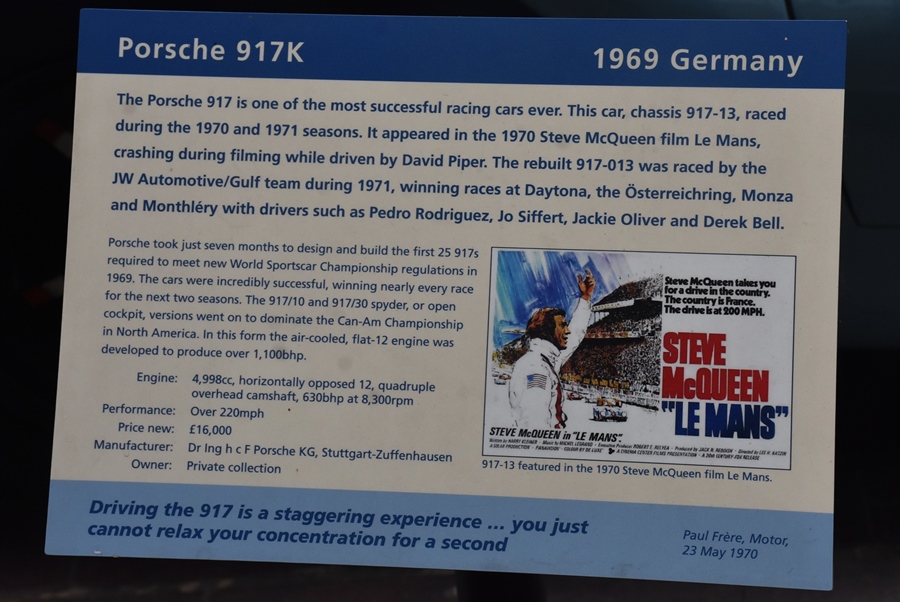 Porsche 917K
1969 Germany
The Porsche 917 is one of the most successful racing cars ever. This car, chassis 917-13, raced
during the 1970 and 1971 seasons. It appeared in the 1970 Steve McQueen film Le Mans,
crashing during filming while driven by David Piper. The rebuilt 917-013 was raced by the
JW Automotive/Gulf team during 1971, winning races at Daytona, the Österreichring, Monza
and Monthléry with drivers such as Pedro Rodriguez, Jo Siffert, Jackie Oliver and Derek Bell.
Porsche took just seven months to design and build the first 25 917s
required to meet new World Sportscar Championship regulations in
1969. The cars were incredibly successful, winning nearly every race
for the next two seasons. The 917/10 and 917/30 spyder, or open
cockpit, versions went on to dominate the Can-Am Championship
in North America. In this form the air-cooled, flat-12 engine was
developed to produce over 1,100bhp.
Engine: 4,998cc, horizontally opposed 12, quadruple
overhead camshaft, 630bhp at 8,300rpm
Performance: Over 220mph
Price new: £16,000
Manufacturer: Dr Ing h c F Porsche KG, Stuttgart-Zuffenhausen
Owner: Private collection
Steve McQueen takes you
for a drive in the country.
The country is France.
The drive is at 200 MPH.
STEVE
McQUEEN
"LE MANS"
STEVE McQUEEN in "LE MANS".
A CINEMA CENTER FILMS PRESENTATION
917-13 featured in the 1970 Steve McQueen film Le Mans.
Driving the 917 is a staggering experience ... you just
cannot relax your concentration for a second
Paul Frère, Motor,
23 May 1970